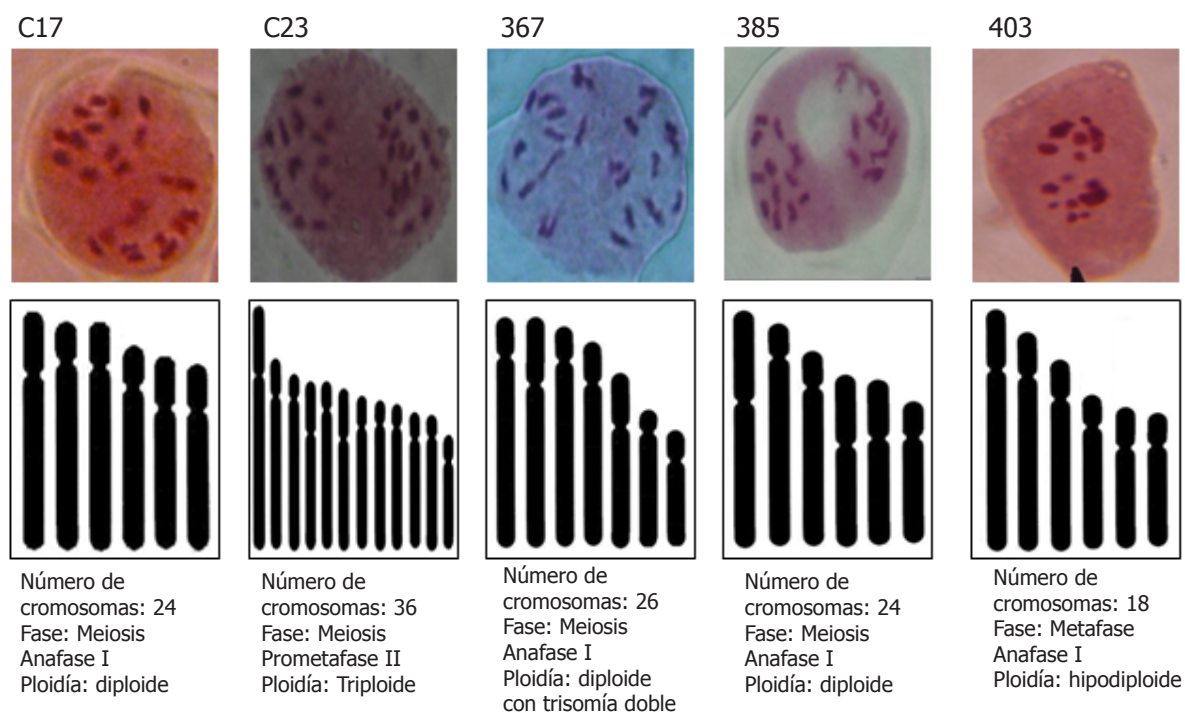 C17
C23
367
385
403
Número de
cromosomas: 24
Fase: Meiosis
Anafase I
Ploidía: diploide
Número de
cromosomas: 36
Fase: Meiosis
Prometafase II
Ploidía: Triploide
Número de
cromosomas: 26
Fase: Meiosis
Anafase I
Ploidía: diploide
con trisomía doble
Número de
cromosomas: 24
Fase: Meiosis
Anafase I
Ploidía: diploide
Número de
cromosomas: 18
Fase: Metafase
Anafase I
Ploidía: hipodiploide